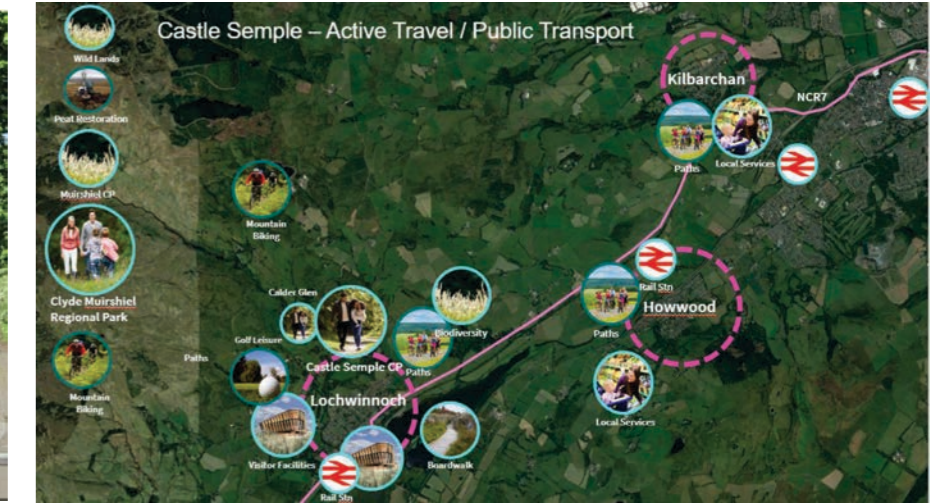 Castle Semple – Active Travel / Public Transport
Wild Lands
Peat Restoration
Muirshiel CP
Clyde Muirshiel
Regional Park
Mountain
Biking
Mountain
Biking
Kilbarchan
NCR7
Paths
Local Services
Rail Stn
Howwood
Paths
Local Services
Calder Glen
Golf Leisure
Paths
Castle Semple CP
Biodiversity
Paths
Lochwinnoch
Visitor Facilities
Boardwalk
Rail Stn